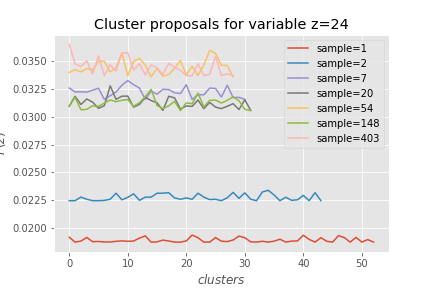 Cluster proposals for variable z=24
sample=1
sample=2
sample=7
sample=20
sample=54
sample=148
sample=403
0.0350
0.0325
0.0300
0.0275
0.0250
0.0225
0.0200
0
10
20
30
40
50
clusters